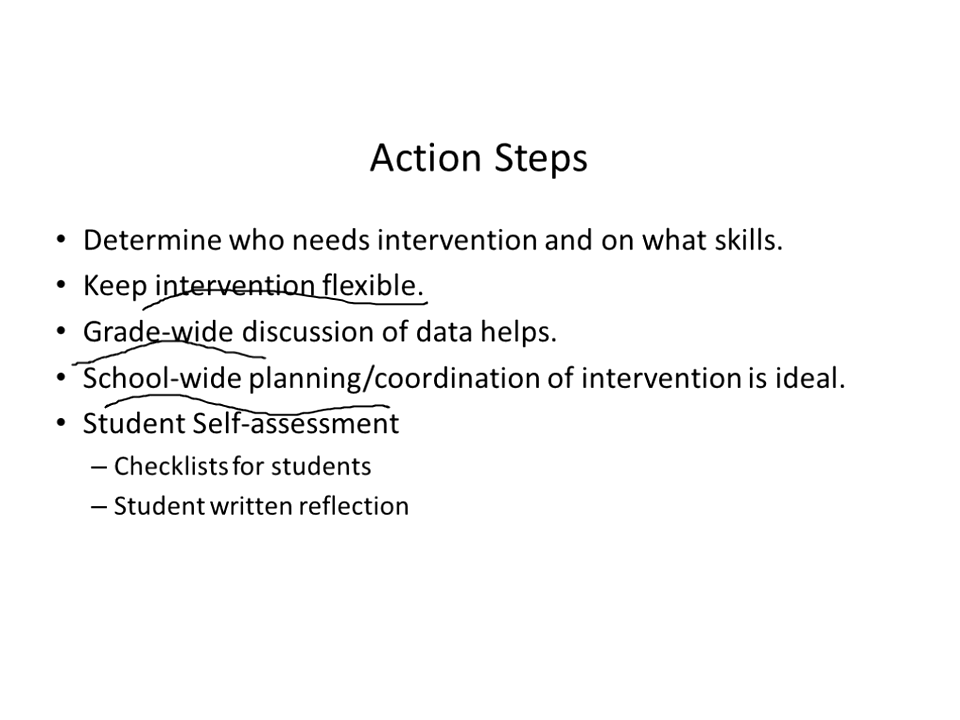 Action Steps
• Determine who needs intervention and on what skills.
• Keep intervention flexible.
• Grade-wide discussion of data helps.
• School-wide planning/coordination of intervention is ideal.
• Student Self-assessment
– Checklists for students
– Student written reflection